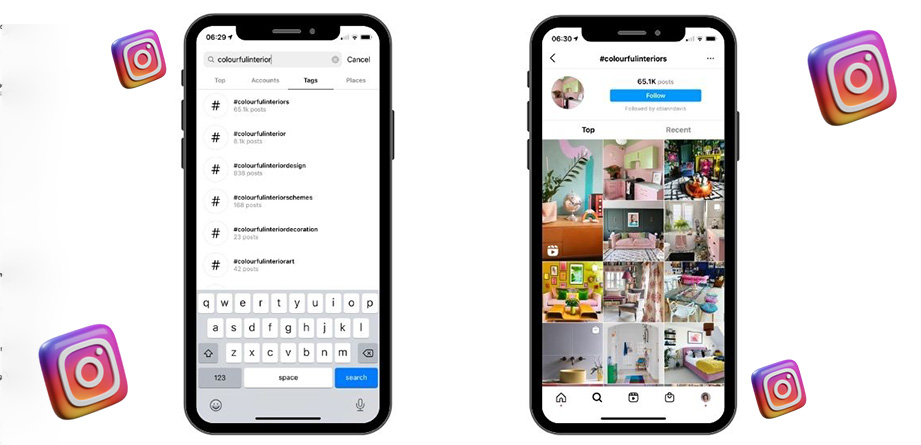 06:29
colourfulinterior
Cancel
Top Accounts Tags Places
#colourfulinteriors
65.1k posts
#colourfulinterior
8.1k posts
#colourfulinteriordesign
838 posts
#colourfulinteriorschemes
168 posts
#colourfulinteriordecoration
23 posts
#colourfulinteriorart
42 posts
q w e r t y u i o p
a s d f g h j k l
z x c v b n m
123 space search
06:30
#colourfulinteriors
65.1K posts
Follow
Followed by
Top Recent